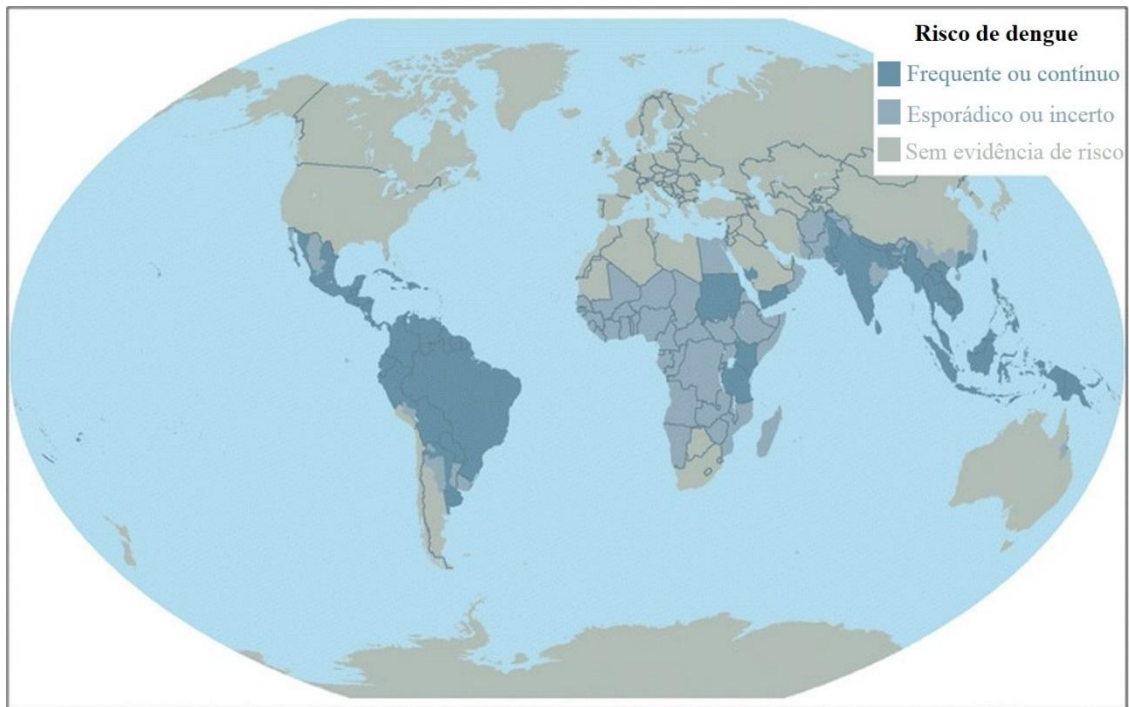 Risco de dengue
Frequente ou contínuo
Esporádico ou incerto
Sem evidência de risco